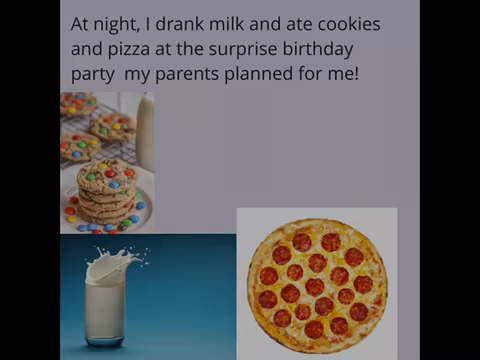 At night, I drank milk and ate cookies
and pizza at the surprise birthday
party  my parents planned for me!